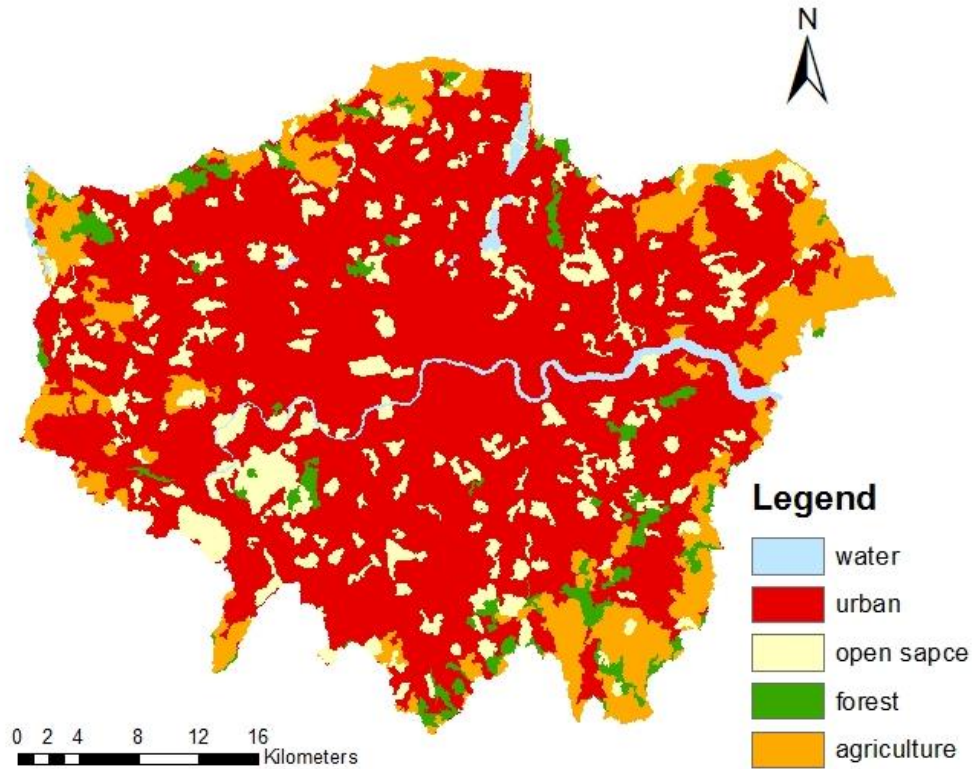 N
Legend
water
urban
open sapce
forest
agriculture
0 2 4 8 12 16
Kilometers